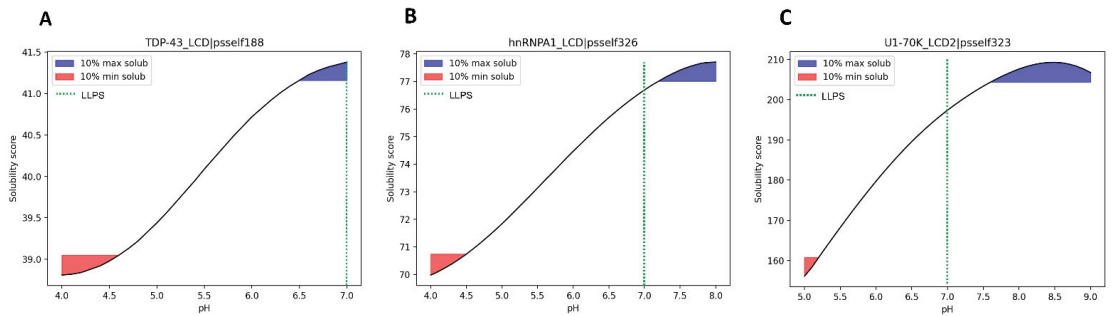 A
TDP-43_LCD|psself188
10% max solub
10% min solub
LLPS
Solubility score
41.5
41.0
40.5
40.0
39.5
39.0
4.0 4.5 5.0 5.5 6.0 6.5 7.0
pH
B
hnRNPA1_LCD|psself326
10% max solub
10% min solub
LLPS
Solubility score
78
77
76
75
74
73
72
71
70
4.0 4.5 5.0 5.5 6.0 6.5 7.0 7.5 8.0
pH
C
U1-70K_LCD2|psself323
10% max solub
10% min solub
LLPS
Solubility score
210
200
190
180
170
160
5.0 5.5 6.0 6.5 7.0 7.5 8.0 8.5 9.0
pH